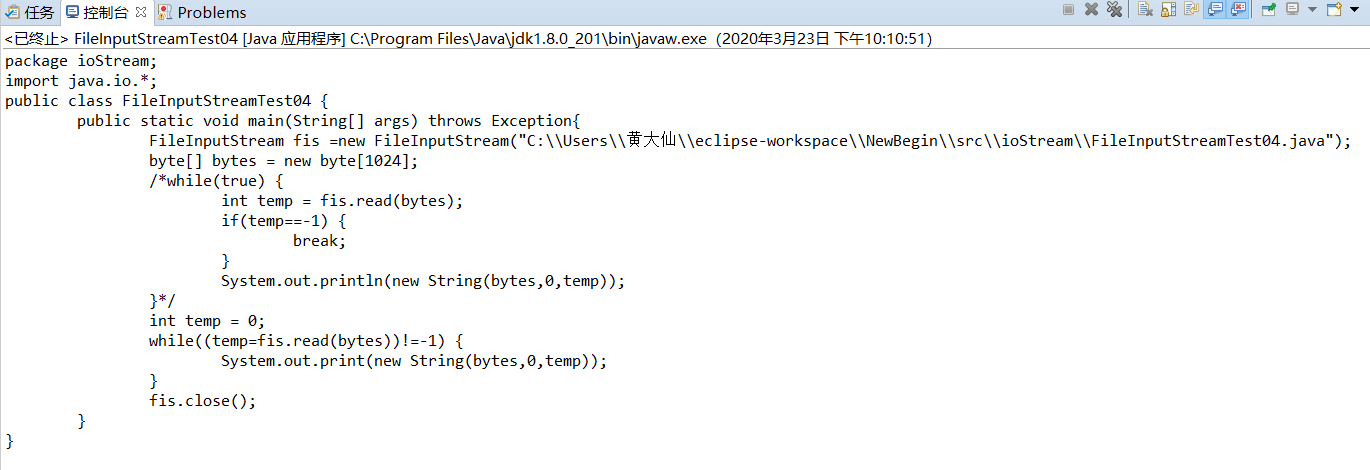 任务 控制台 Problems
<已终止> FileInputStreamTest04 [Java 应用程序] C:\Program Files\Java\jdk1.8.0_201\bin\javaw.exe（2020年3月23日 下午10:10:51）
package ioStream;
import java.io.*;
public class FileInputStreamTest04 {
	public static void main(String[] args) throws Exception{
		FileInputStream fis =new FileInputStream("C:\\Users\\黄大仙\\eclipse-workspace\\NewBegin\\src\\ioStream\\FileInputStreamTest04.java");
		byte[] bytes = new byte[1024];
		/*while(true) {
			int temp = fis.read(bytes);
			if(temp==-1) {
				break;
			}
			System.out.println(new String(bytes,0,temp));
		}*/
		int temp = 0;
		while((temp=fis.read(bytes))!=-1) {
			System.out.print(new String(bytes,0,temp));
		}
		fis.close();
	}
}